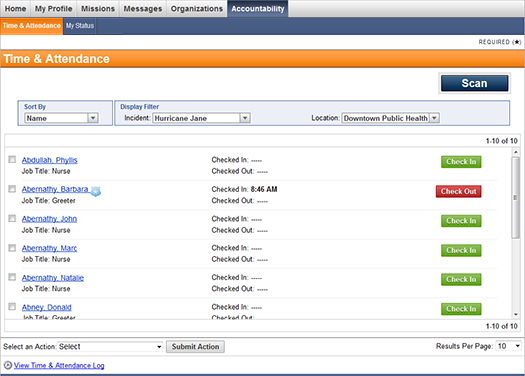 Home My Profile Missions Messages Organizations Accountability
Time & Attendance My Status
REQUIRED (★)
Time & Attendance
Scan
Sort By Display Filter
Name Incident: Hurricane Jane Location: Downtown Public Health
1-10 of 10
Abdullah, Phyllis Checked In: ----- Check In
Job Title: Nurse Checked Out: -----
Abernathy, Barbara Checked In: 8:46 AM Check Out
Job Title: Greeter Checked Out: -----
Abernathy, John Checked In: ----- Check In
Job Title: Nurse Checked Out: -----
Abernathy, Marc Checked In: ----- Check In
Job Title: Nurse Checked Out: -----
Abernathy, Natalie Checked In: ----- Check In
Job Title: Nurse Checked Out: -----
Abney, Donald Checked In: ----- Check In
Job Title: Greeter Checked Out: -----
1-10 of 10
Select an Action: Select Submit Action Results Per Page: 10
View Time & Attendance Log